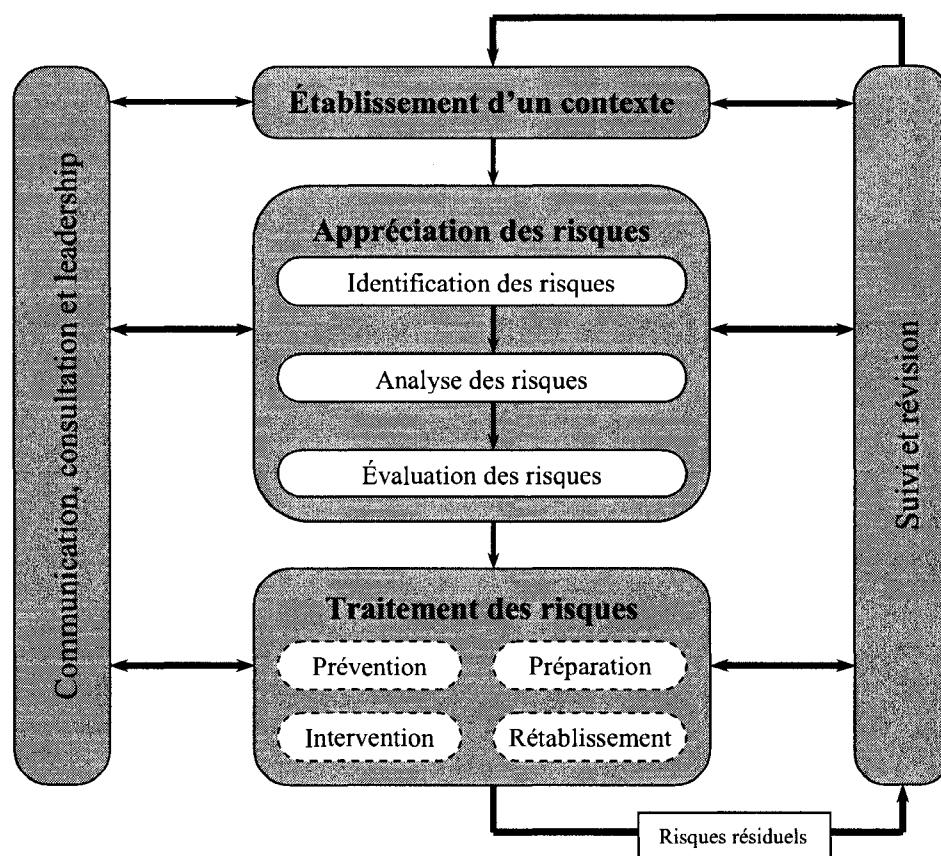 Établissement d'un contexte
Communication, consultation et leadership
Appréciation des risques
Identification des risques
Analyse des risques
Évaluation des risques
Suivi et révision
Traitement des risques
Prévention
Préparation
Intervention
Rétablissement
Risques résiduels